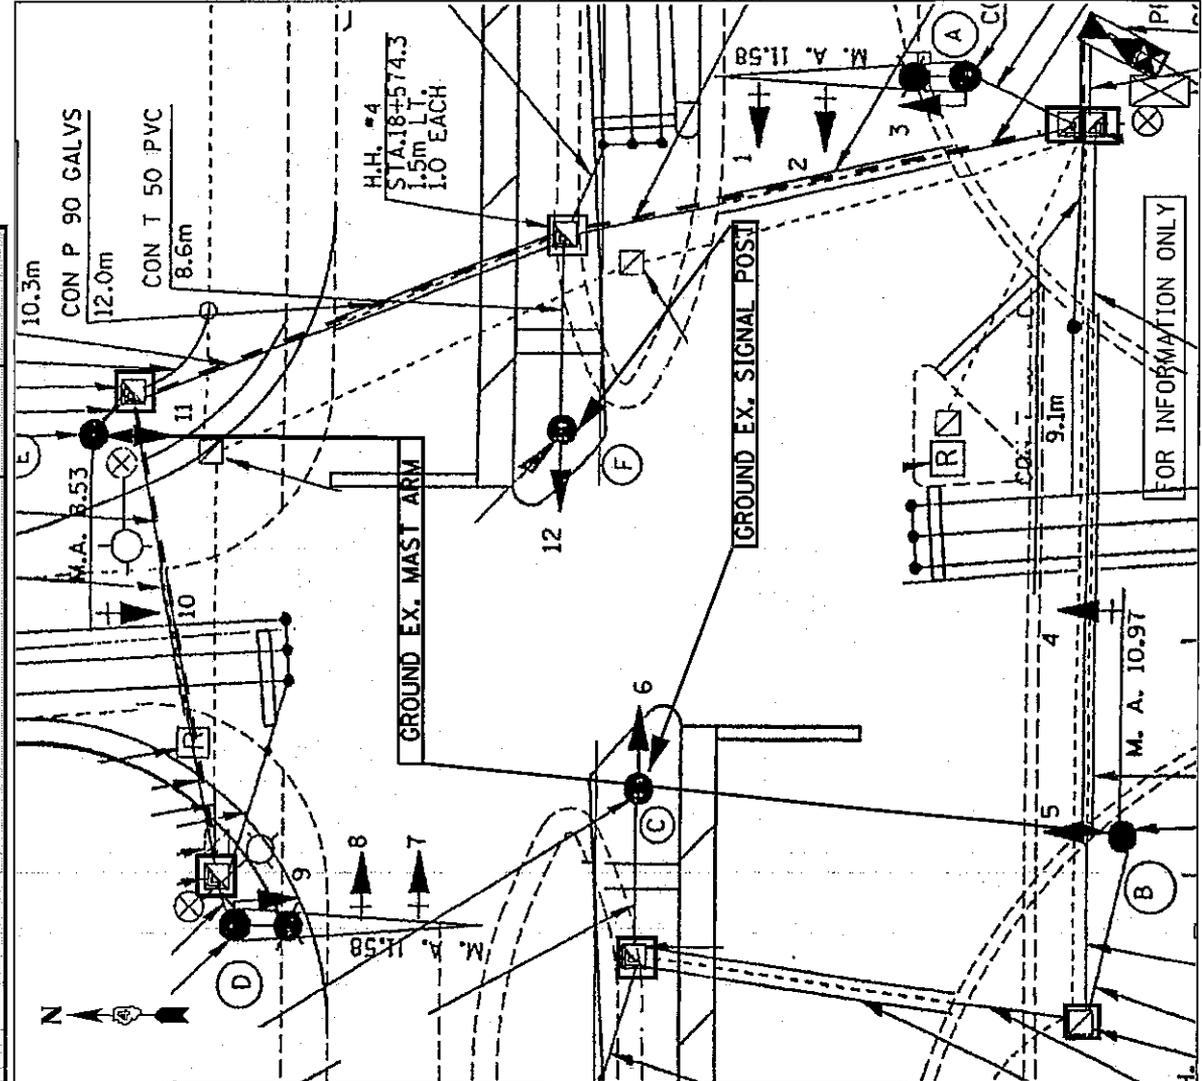 10.3m
CON P 90 GALVS
12.0m
CON T 50 PVC
8.6m
H.H. #4
STA.18+574.3
1.5m LT.
1.0 EACH
M. A. 11.58
A
1
2
3
E
11
M.A. 8.53
10
GROUND EX. MAST ARM
12
F
GROUND EX. SIGNAL POST
FOR INFORMATION ONLY
R
9.1m
R
6
C
4
5
M. A. 10.97
B
8
7
9
M. A. 11.58
D
N